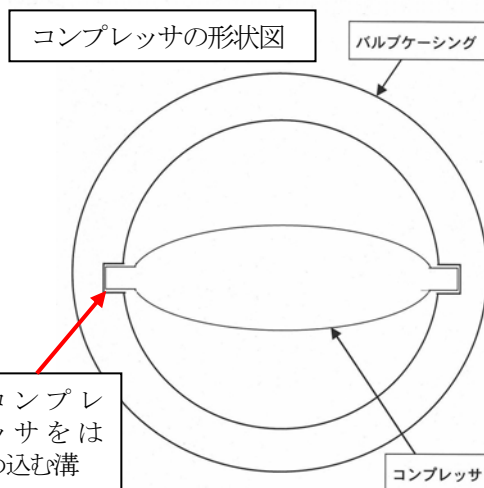 コンプレッサの形状図
バルブケーシング
コンプレ
ッサをは
め込む溝
コンプレッサ